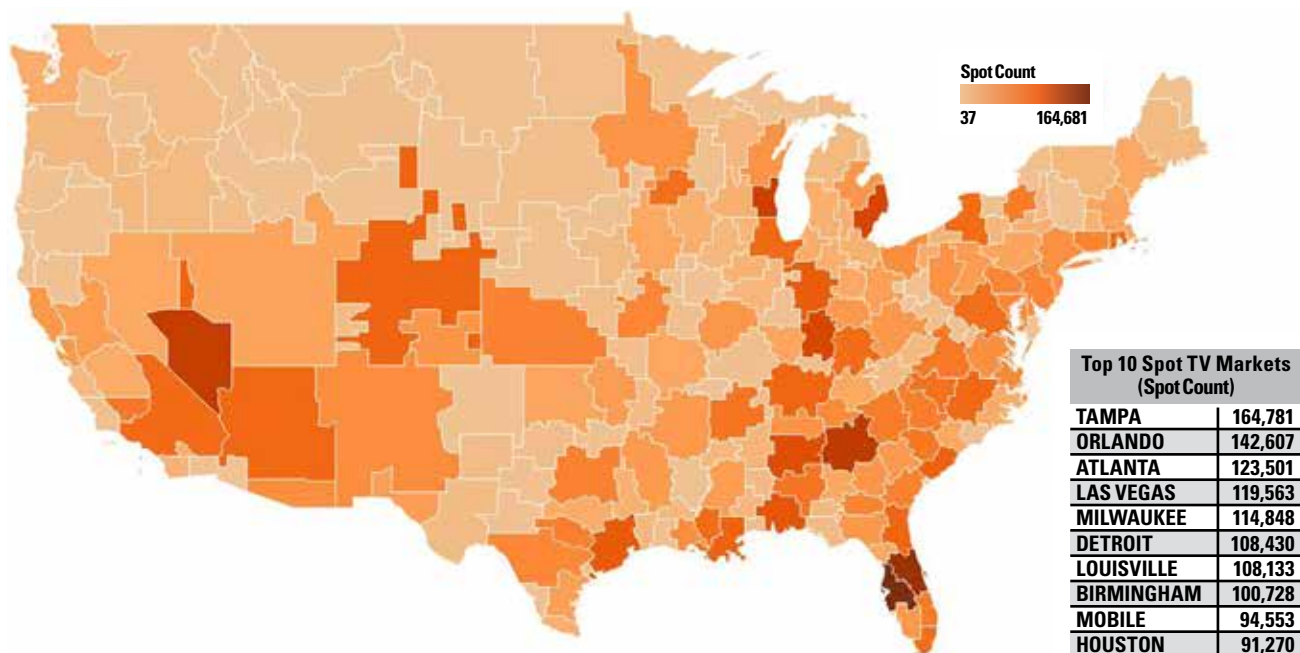 Spot Count
37 164,681
Top 10 Spot TV Markets
(Spot Count)
TAMPA 164,781
ORLANDO 142,607
ATLANTA 123,501
LAS VEGAS 119,563
MILWAUKEE 114,848
DETROIT 108,430
LOUISVILLE 108,133
BIRMINGHAM 100,728
MOBILE 94,553
HOUSTON 91,270